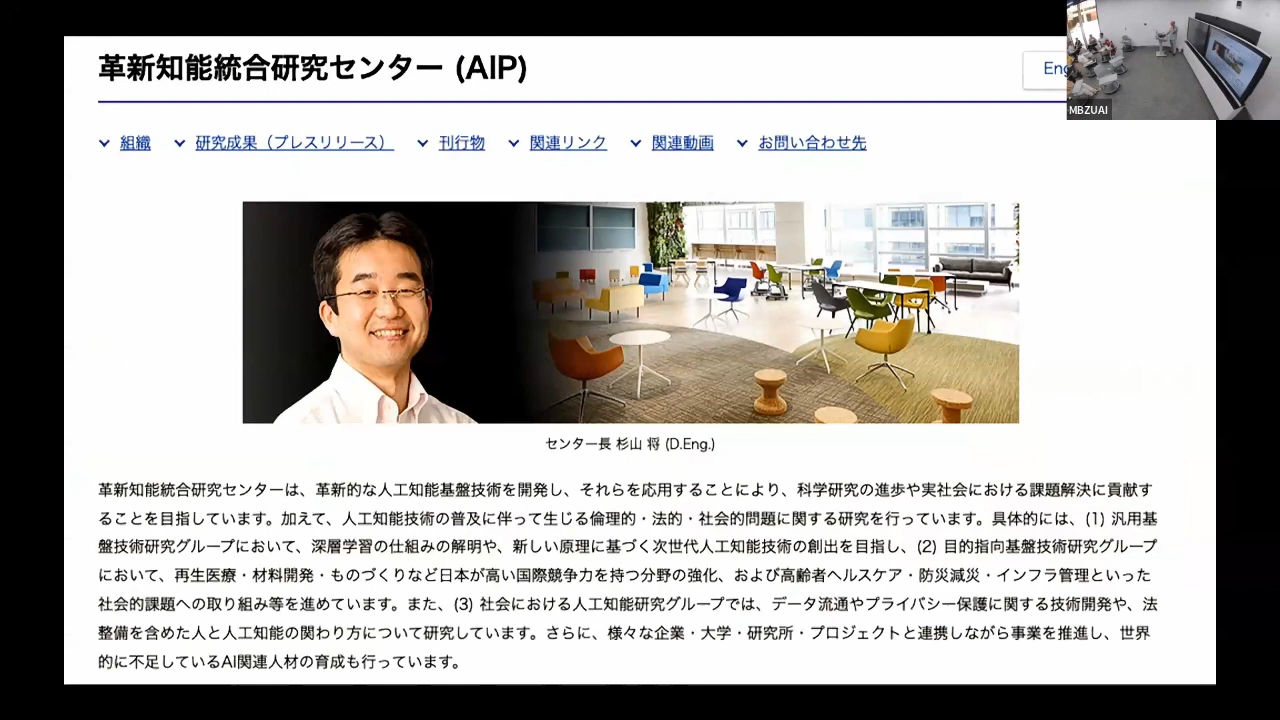 革新知能統合研究センター (AIP)
Eng
MBZUAI
組織 研究成果（プレスリリース） 刊行物 関連リンク 関連動画 お問い合わせ先
センター長 杉山 将 (D.Eng.)
革新知能統合研究センターは、革新的な人工知能基盤技術を開発し、それらを応用することにより、科学研究の進歩や実社会における課題解決に貢献す
ることを目指しています。加えて、人工知能技術の普及に伴って生じる倫理的・法的・社会的問題に関する研究を行っています。具体的には、(1) 汎用基
盤技術研究グループにおいて、深層学習の仕組みの解明や、新しい原理に基づく次世代人工知能技術の創出を目指し、(2) 目的指向基盤技術研究グループ
において、再生医療・材料開発・ものづくりなど日本が高い国際競争力を持つ分野の強化、および高齢者ヘルスケア・防災減災・インフラ管理といった
社会的課題への取り組み等を進めています。また、(3) 社会における人工知能研究グループでは、データ流通やプライバシー保護に関する技術開発や、法
整備を含めた人と人工知能の関わり方について研究しています。さらに、様々な企業・大学・研究所・プロジェクトと連携しながら事業を推進し、世界
的に不足しているAI関連人材の育成も行っています。